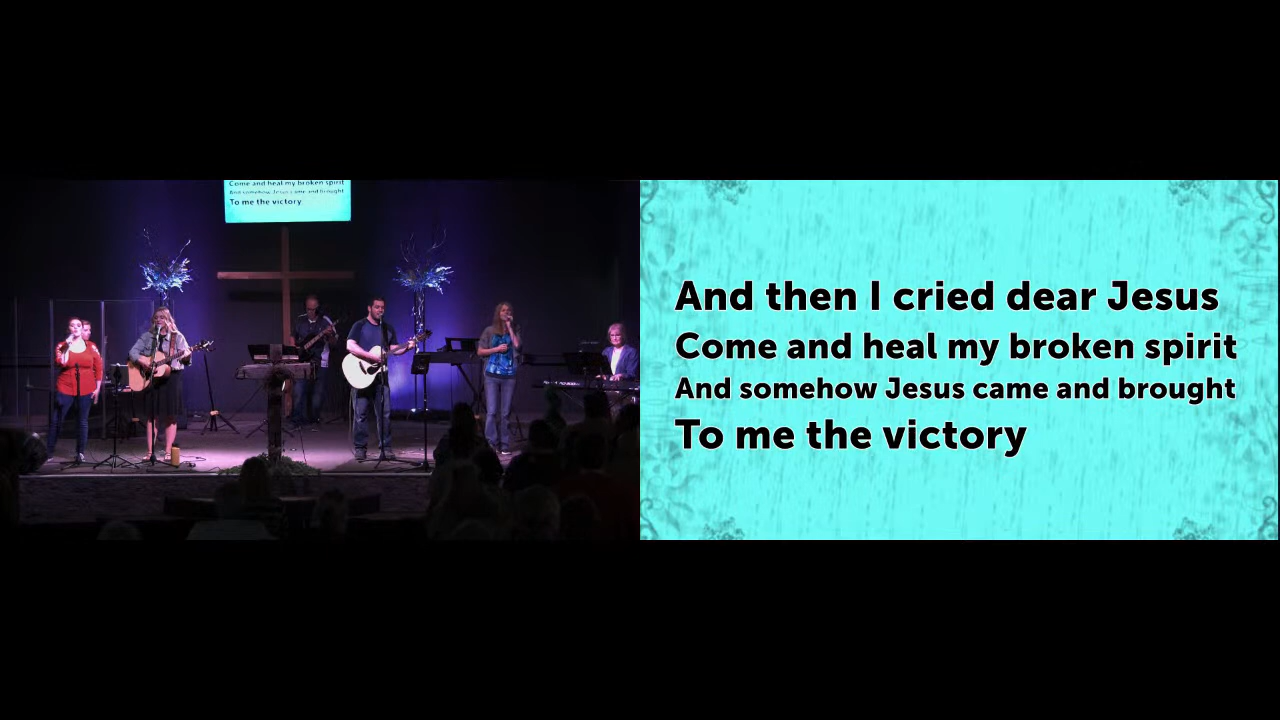 Come and heal my broken spirit
And somehow Jesus came and brought
To me the victory
And then I cried dear Jesus
Come and heal my broken spirit
And somehow Jesus came and brought
To me the victory